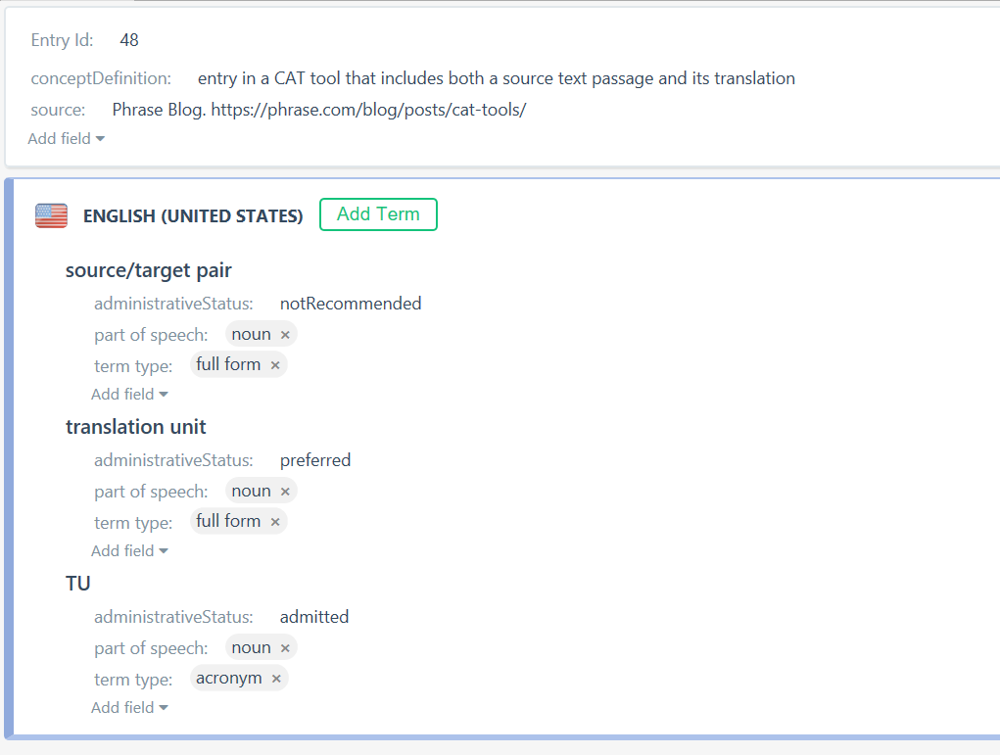 Entry Id: 48
conceptDefinition: entry in a CAT tool that includes both a source text passage and its translation
source: Phrase Blog. https://phrase.com/blog/posts/cat-tools/
Add field
ENGLISH (UNITED STATES) Add Term
source/target pair
administrativeStatus: notRecommended
part of speech: noun ×
term type: full form ×
Add field
translation unit
administrativeStatus: preferred
part of speech: noun ×
term type: full form ×
Add field
TU
administrativeStatus: admitted
part of speech: noun ×
term type: acronym ×
Add field